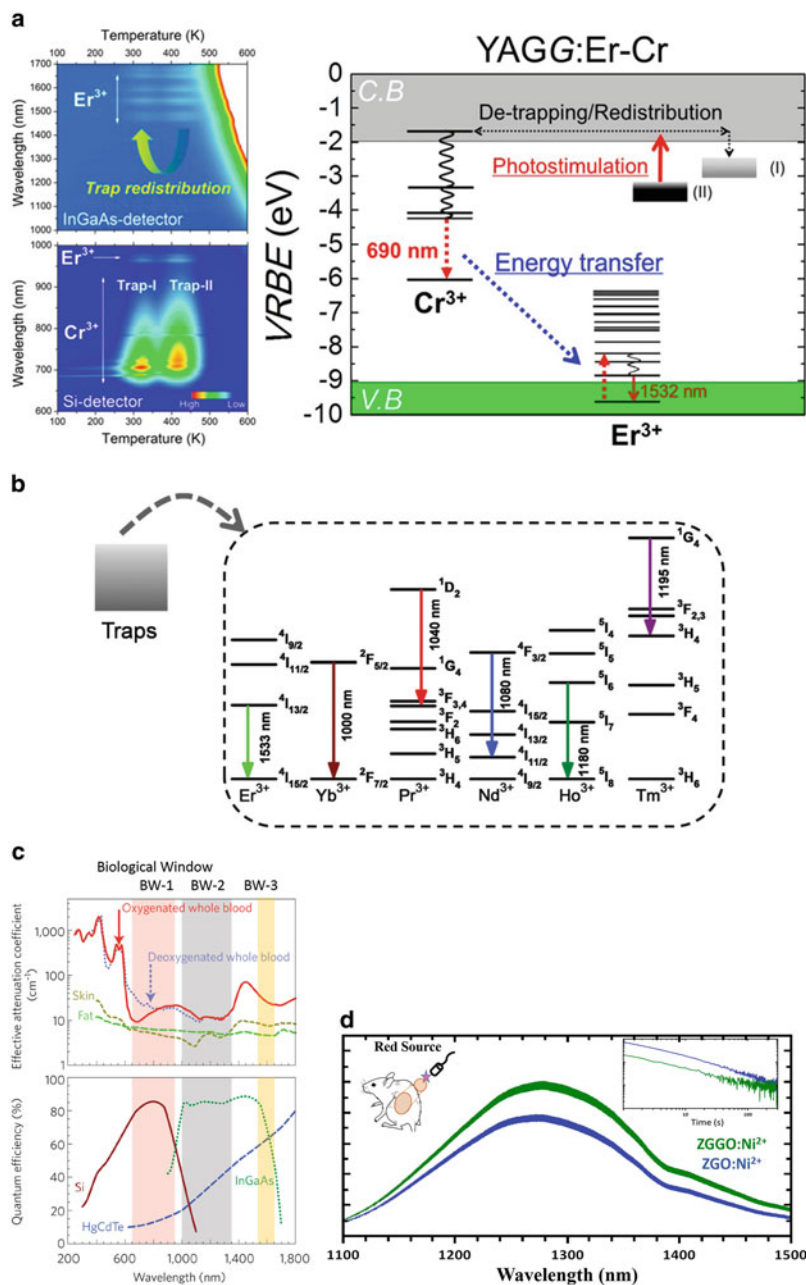 a
Temperature (K)
100 200 300 400 500 600
1700
1600
1500
1400
1300
1200
1100
1000
Wavelength (nm)
Er3+
Trap redistribution
InGaAs-detector
1000
900
800
700
600
Wavelength (nm)
Er3+
Trap-I Trap-II
Cr3+
High Low
Si-detector
100 200 300 400 500 600
Temperature (K)
YAGG:Er-Cr
0
-1
-2
-3
-4
-5
-6
-7
-8
-9
-10
VRBE (eV)
C.B
De-trapping/Redistribution
Photostimulation
(I)
(II)
690 nm
Energy transfer
Cr3+
1532 nm
V.B
Er3+
b
Traps
4I9/2
4I11/2
4I13/2
1533 nm
4I15/2
Er3+
2F5/2
1000 nm
2F7/2
Yb3+
1D2
1040 nm
1G4
3F3,4
3F2
3H6
3H5
3H4
Pr3+
4F3/2
1080 nm
4I15/2
4I13/2
4I11/2
4I9/2
Nd3+
5I4
5I5
5I6
5I7
1180 nm
5I8
Ho3+
1G4
1195 nm
3F2,3
3H4
3H5
3F4
3H6
Tm3+
c
Biological Window
BW-1 BW-2 BW-3
Effective attenuation coefficient
(cm-1)
1,000
100
10
1
Oxygenated whole blood
Deoxygenated whole blood
Skin
Fat
Quantum efficiency (%)
100
80
60
40
20
0
Si
HgCdTe
InGaAs
200 600 1,000 1,400 1,800
Wavelength (nm)
d
Red Source
10 100
Time (s)
ZGGO:Ni2+
ZGO:Ni2+
1100 1200 1300 1400 1500
Wavelength (nm)